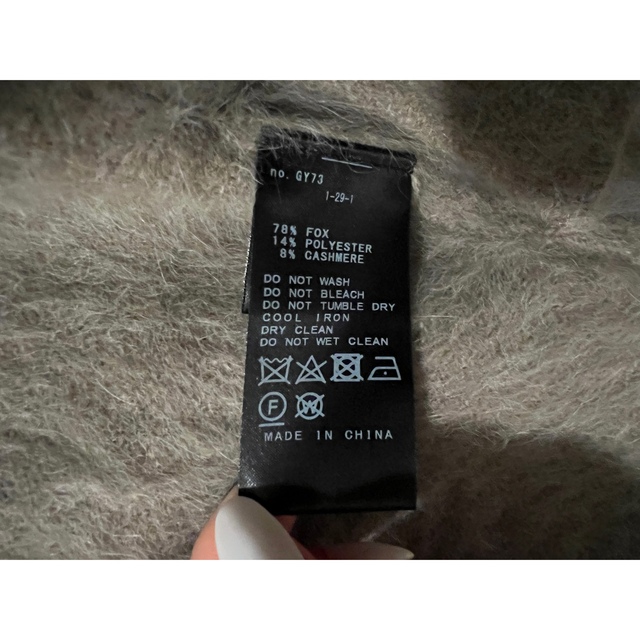 no. GY73
1-29-1
78% FOX
14% POLYESTER
8% CASHMERE
DO NOT WASH
DO NOT BLEACH
DO NOT TUMBLE DRY
COOL IRON
DRY CLEAN
DO NOT WET CLEAN
F W
MADE IN CHINA